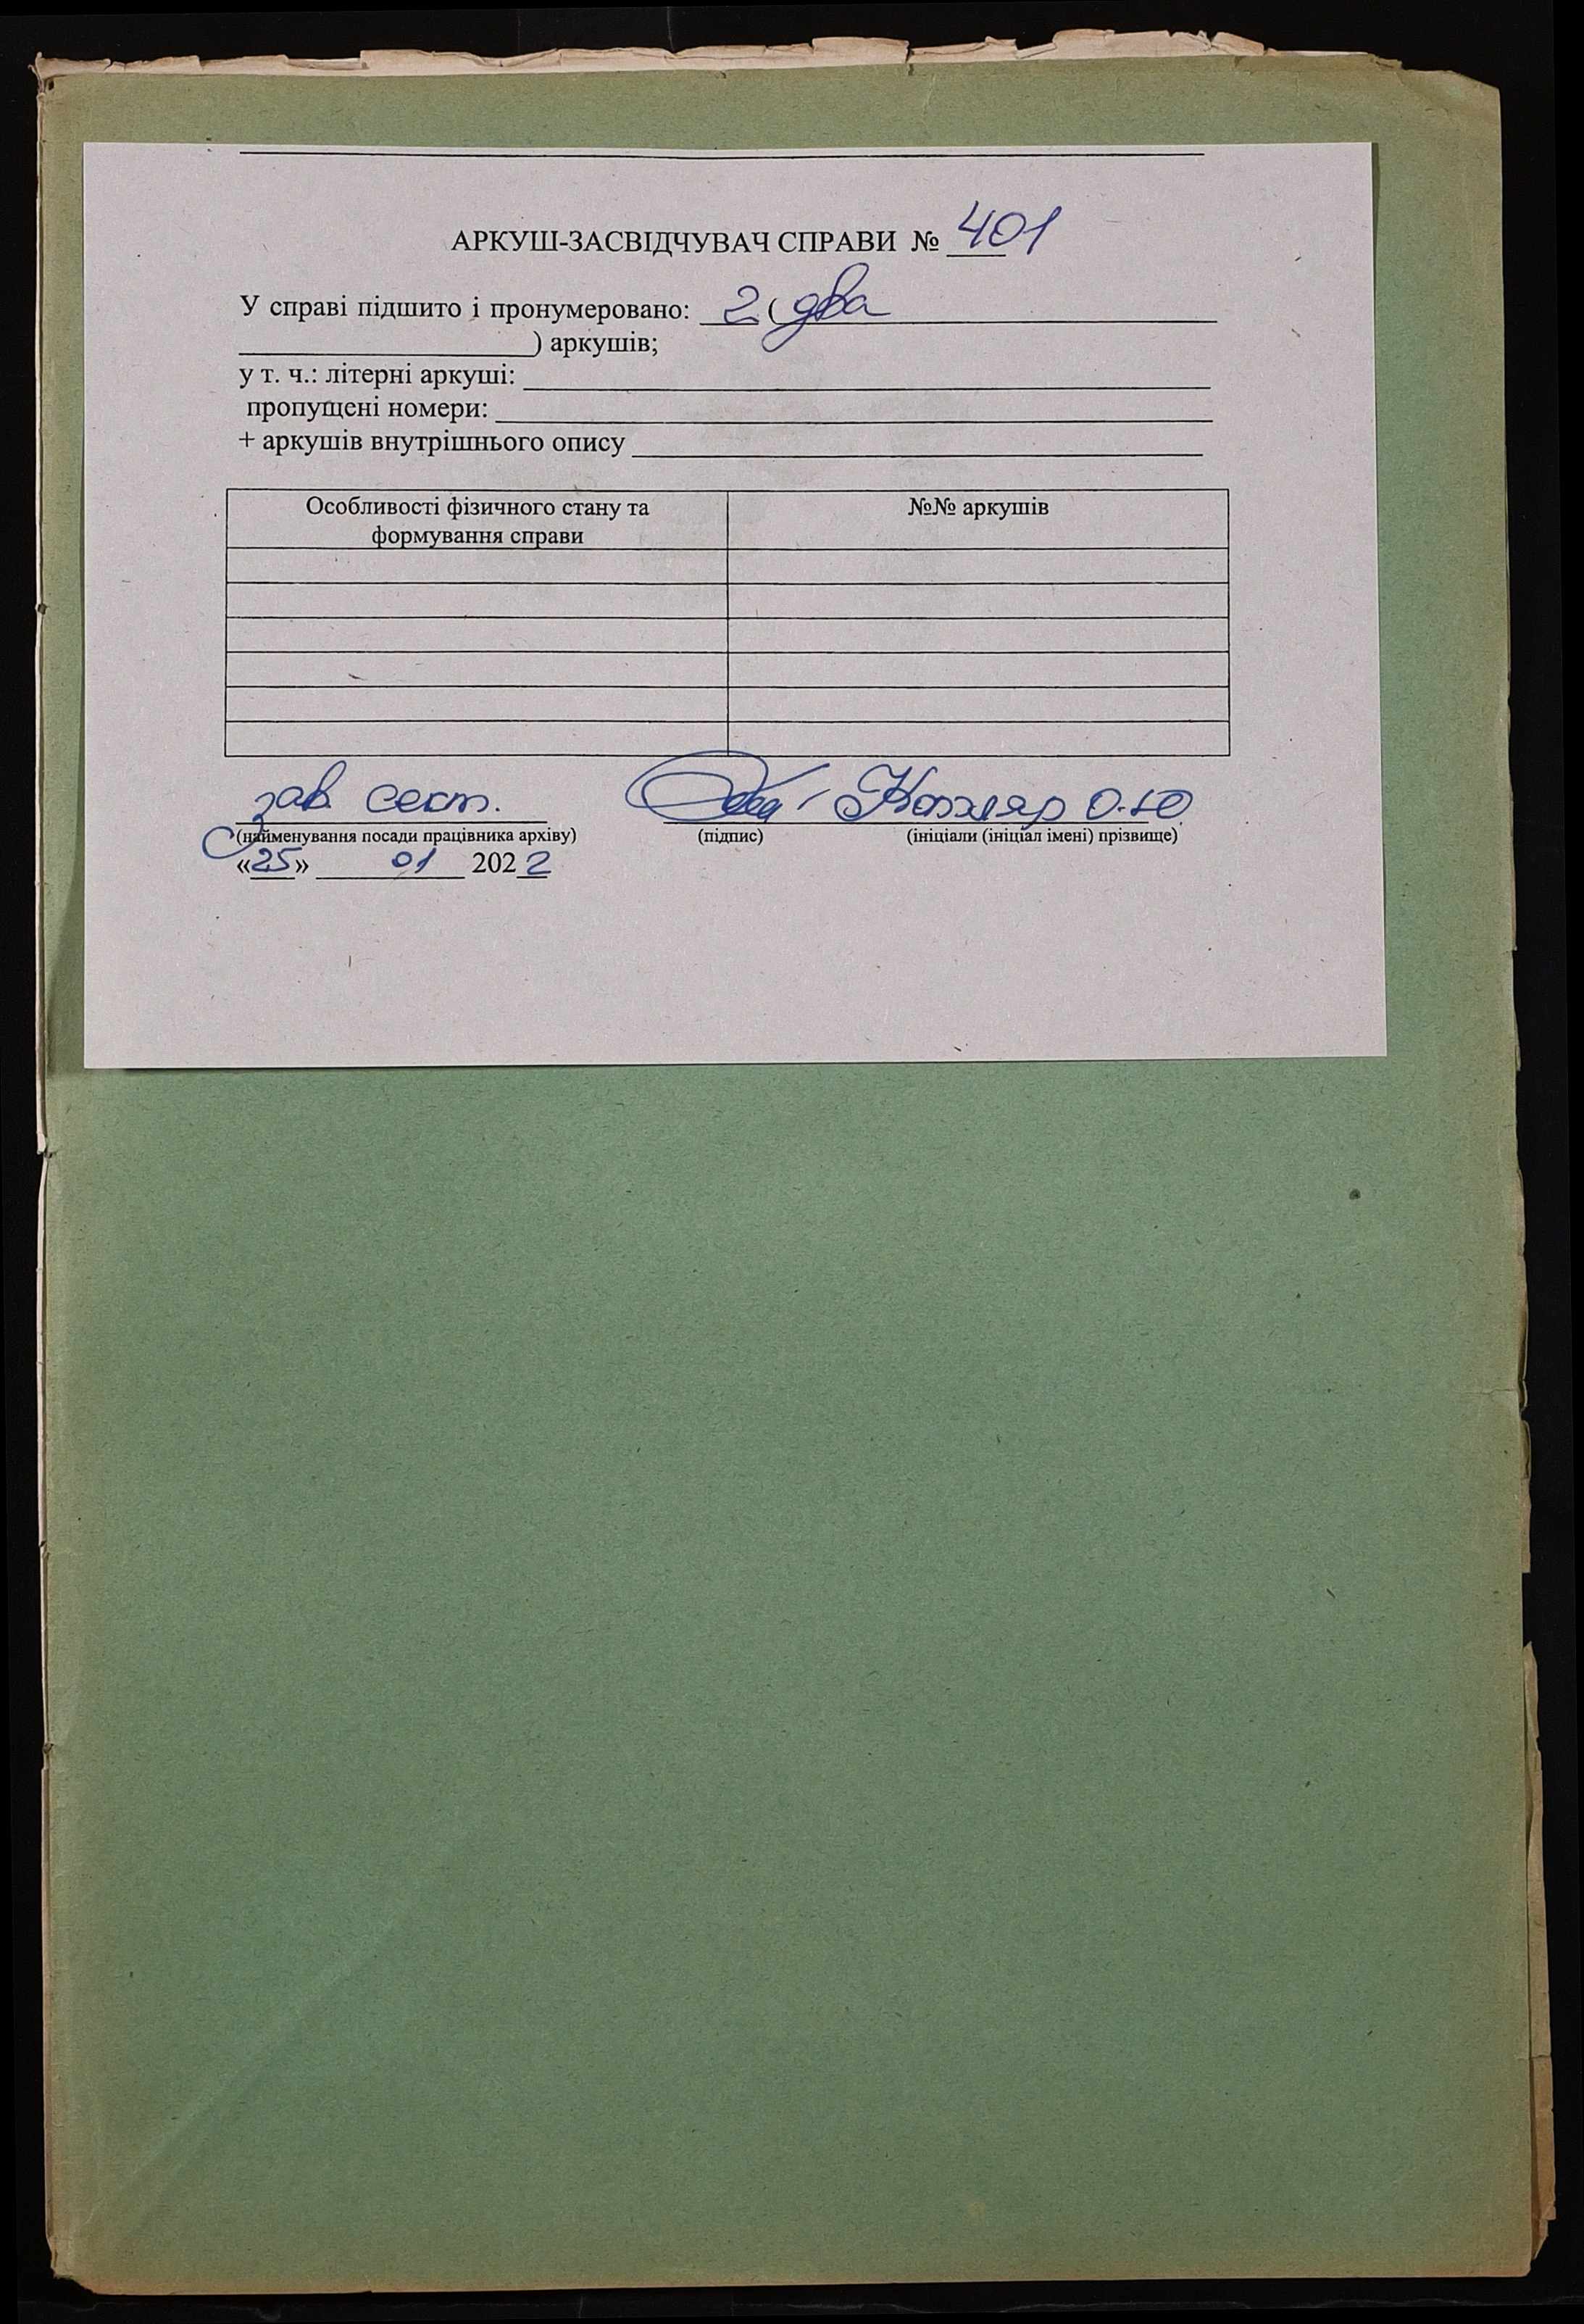 АРКУШ-ЗАСВІДЧУВАЧ СПРАВИ № 401
У справі підшито і пронумеровано: 2 ( два
) аркушів;
у т. ч.: літерні аркуші:
пропущені номери:
+ аркушів внутрішнього опису
Особливості фізичного стану та
формування справи
№№ аркушів
зав. сект. О.Ю.
(найменування посади працівника архіву) (підпис) (ініціали (ініціал імені) прізвище)
«25» 01 2022